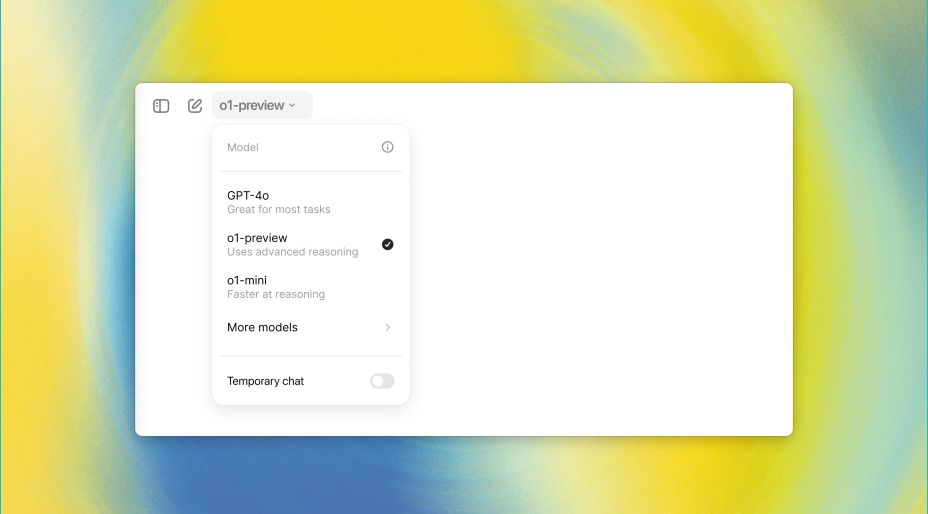 o1-preview
Model
GPT-4o
Great for most tasks
o1-preview
Uses advanced reasoning
o1-mini
Faster at reasoning
More models
Temporary chat